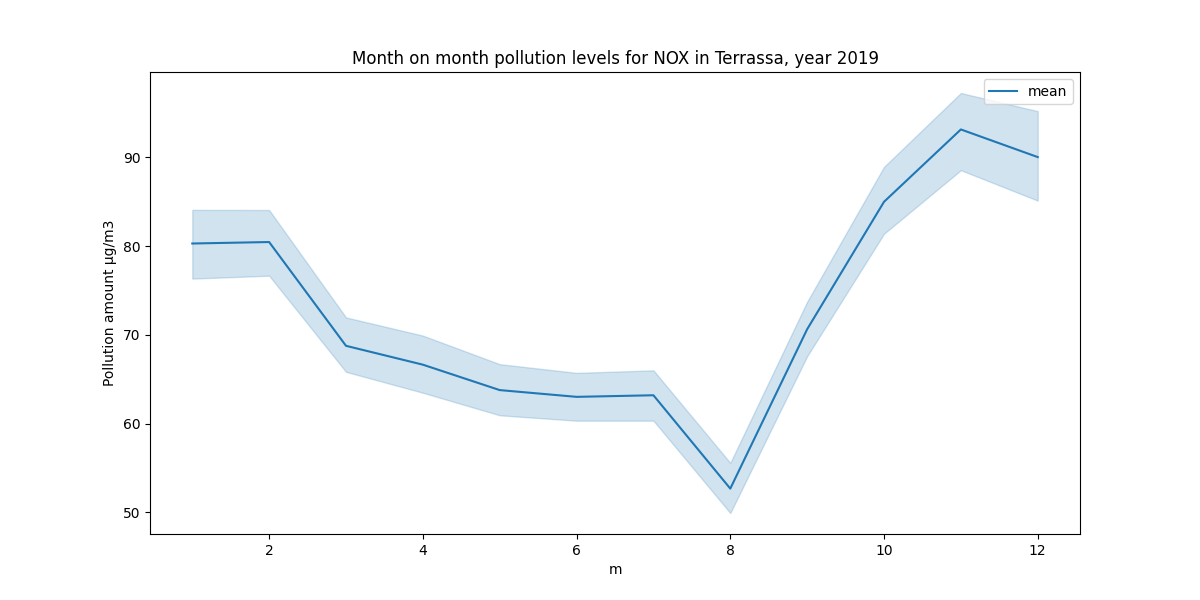 Month on month pollution levels for NOX in Terrassa, year 2019
mean
Pollution amount µg/m3
90
80
70
60
50
2 4 6 8 10 12
m